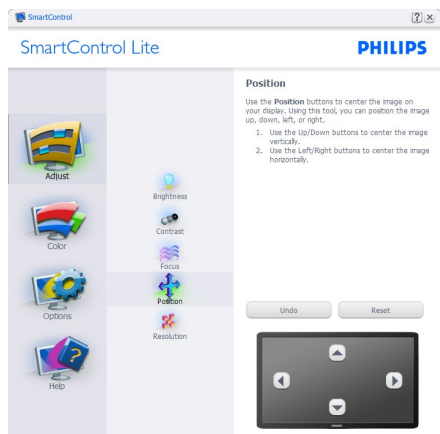 SmartControl
SmartControl Lite
PHILIPS
Adjust
Color
Options
Help
Brightness
Contrast
Focus
Position
Resolution
Position
Use the Position buttons to center the image on
your display. Using this tool, you can position the image
up, down, left, or right.
1. Use the Up/Down buttons to center the image
vertically.
2. Use the Left/Right buttons to center the image
horizontally.
Undo
Reset
PHILIPS